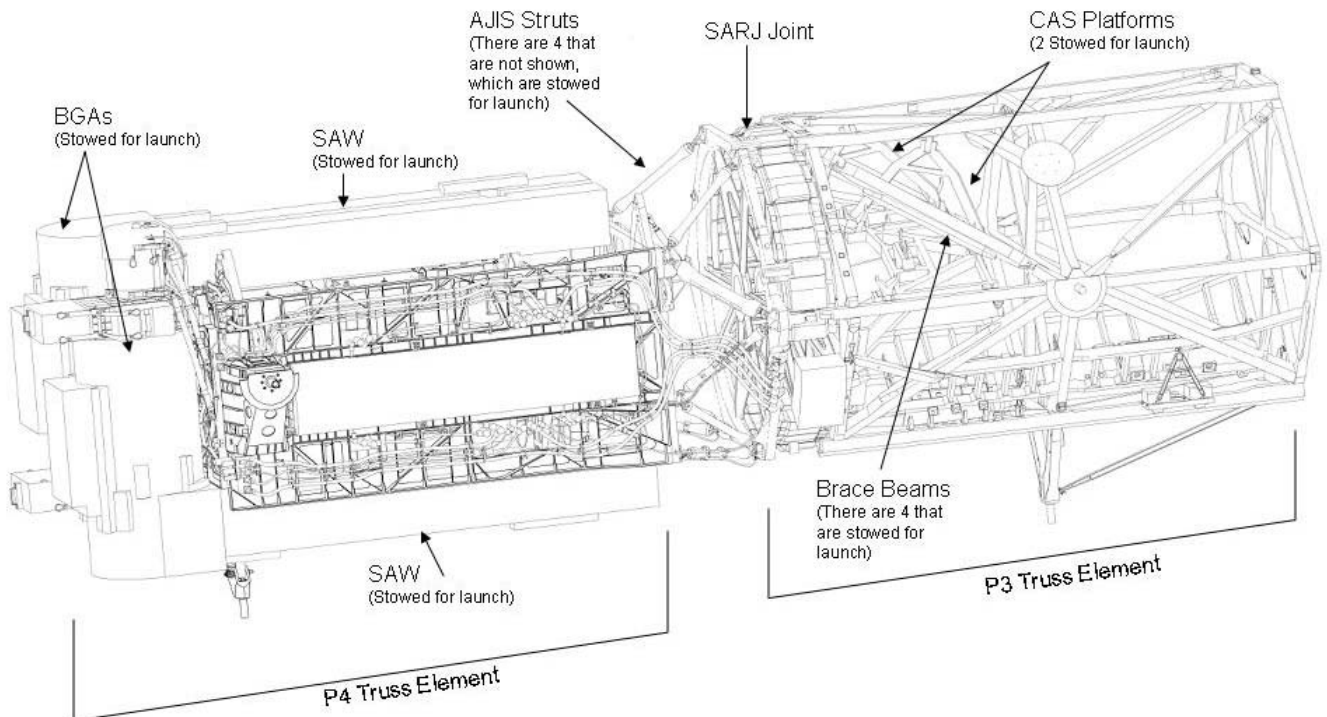 AJIS Struts
(There are 4 that
are not shown,
which are stowed
for launch)
SARJ Joint
CAS Platforms
(2 Stowed for launch)
BGAs
(Stowed for launch)
SAW
(Stowed for launch)
Brace Beams
(There are 4 that
are stowed for
launch)
SAW
(Stowed for launch)
P3 Truss Element
P4 Truss Element